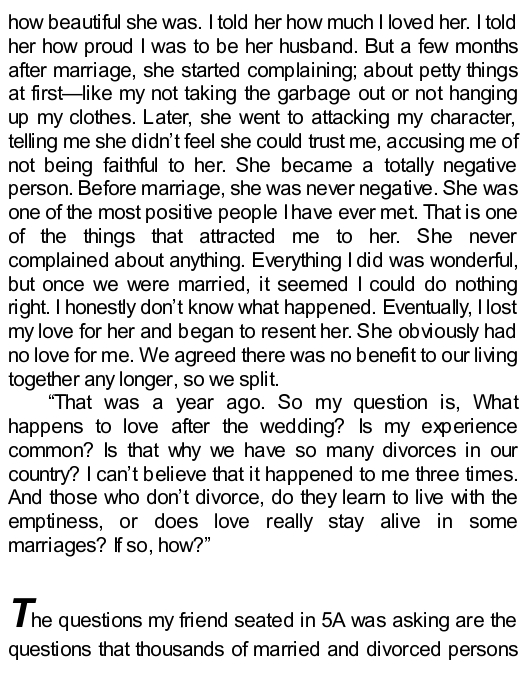 how beautiful she was. I told her how much I loved her. I told
her how proud I was to be her husband. But a few months
after marriage, she started complaining; about petty things
at first—like my not taking the garbage out or not hanging
up my clothes. Later, she went to attacking my character,
telling me she didn’t feel she could trust me, accusing me of
not being faithful to her. She became a totally negative
person. Before marriage, she was never negative. She was
one of the most positive people I have ever met. That is one
of the things that attracted me to her. She never
complained about anything. Everything I did was wonderful,
but once we were married, it seemed I could do nothing
right. I honestly don’t know what happened. Eventually, I lost
my love for her and began to resent her. She obviously had
no love for me. We agreed there was no benefit to our living
together any longer, so we split.
“That was a year ago. So my question is, What
happens to love after the wedding? Is my experience
common? Is that why we have so many divorces in our
country? I can’t believe that it happened to me three times.
And those who don’t divorce, do they learn to live with the
emptiness, or does love really stay alive in some
marriages? If so, how?”
The questions my friend seated in 5A was asking are the
questions that thousands of married and divorced persons